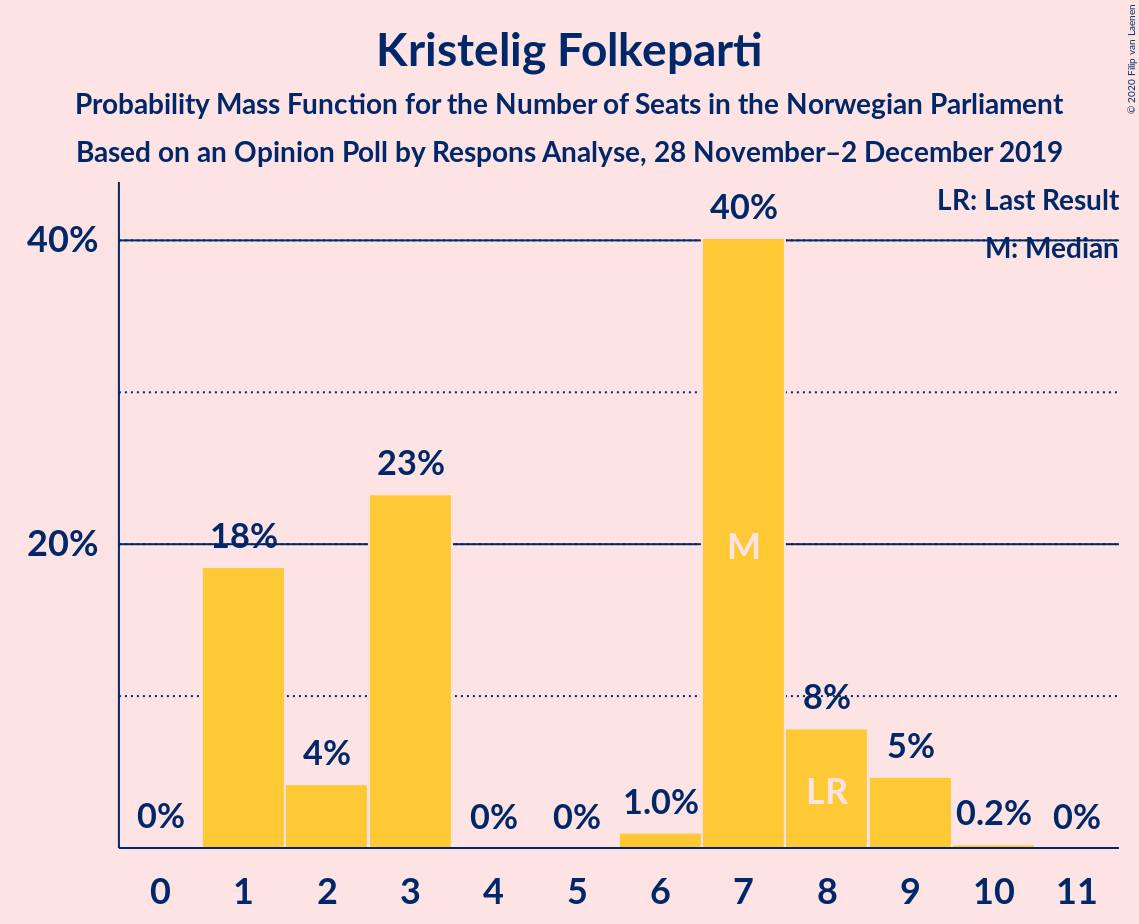 Kristelig Folkeparti
Probability Mass Function for the Number of Seats in the Norwegian Parliament
Based on an Opinion Poll by Respons Analyse, 28 November–2 December 2019
© 2020 Filip van Laenen
LR: Last Result
M: Median
40%
20%
0%
18%
4%
23%
0%
0%
1.0%
40%
8%
5%
0.2%
0%
M
LR
0 1 2 3 4 5 6 7 8 9 10 11